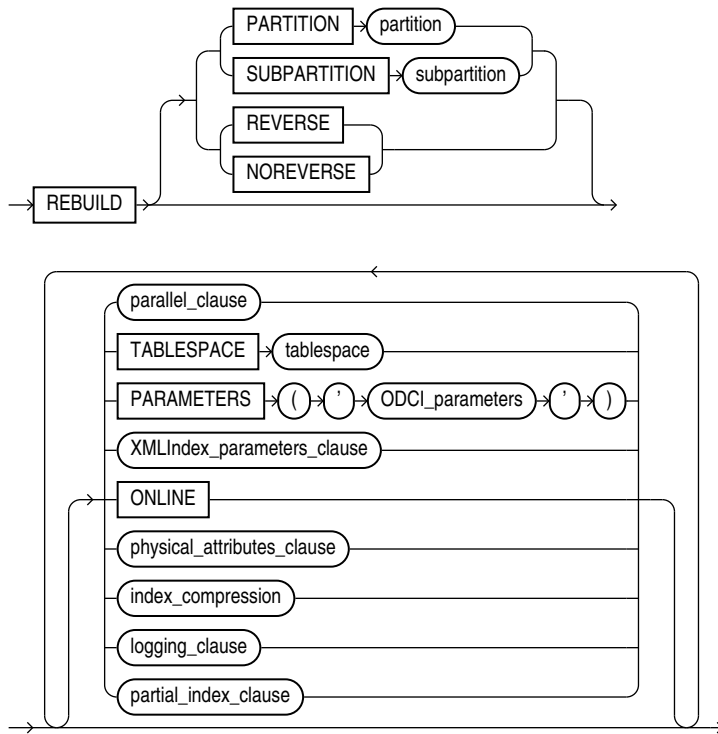 PARTITION partition
SUBPARTITION subpartition
REVERSE
NOREVERSE
REBUILD
parallel_clause
TABLESPACE tablespace
PARAMETERS ( ' ODCI_parameters ' )
XMLIndex_parameters_clause
ONLINE
physical_attributes_clause
index_compression
logging_clause
partial_index_clause